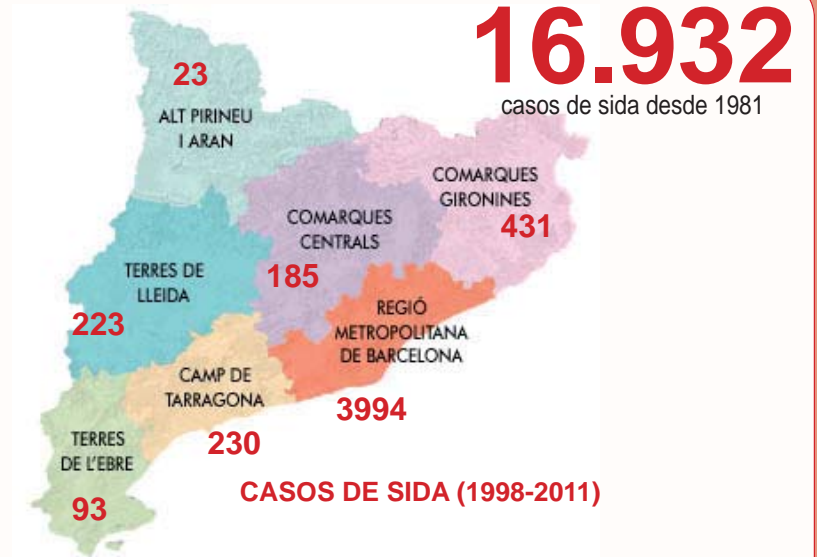 16.932
casos de sida desde 1981
23
ALT PIRINEU
I ARAN
COMARQUES
GIRONINES
431
COMARQUES
CENTRALS
185
TERRES DE
LLEIDA
223
REGIÓ
METROPOLITANA
DE BARCELONA
3994
CAMP DE
TARRAGONA
230
TERRES
DE L'EBRE
93
CASOS DE SIDA (1998-2011)